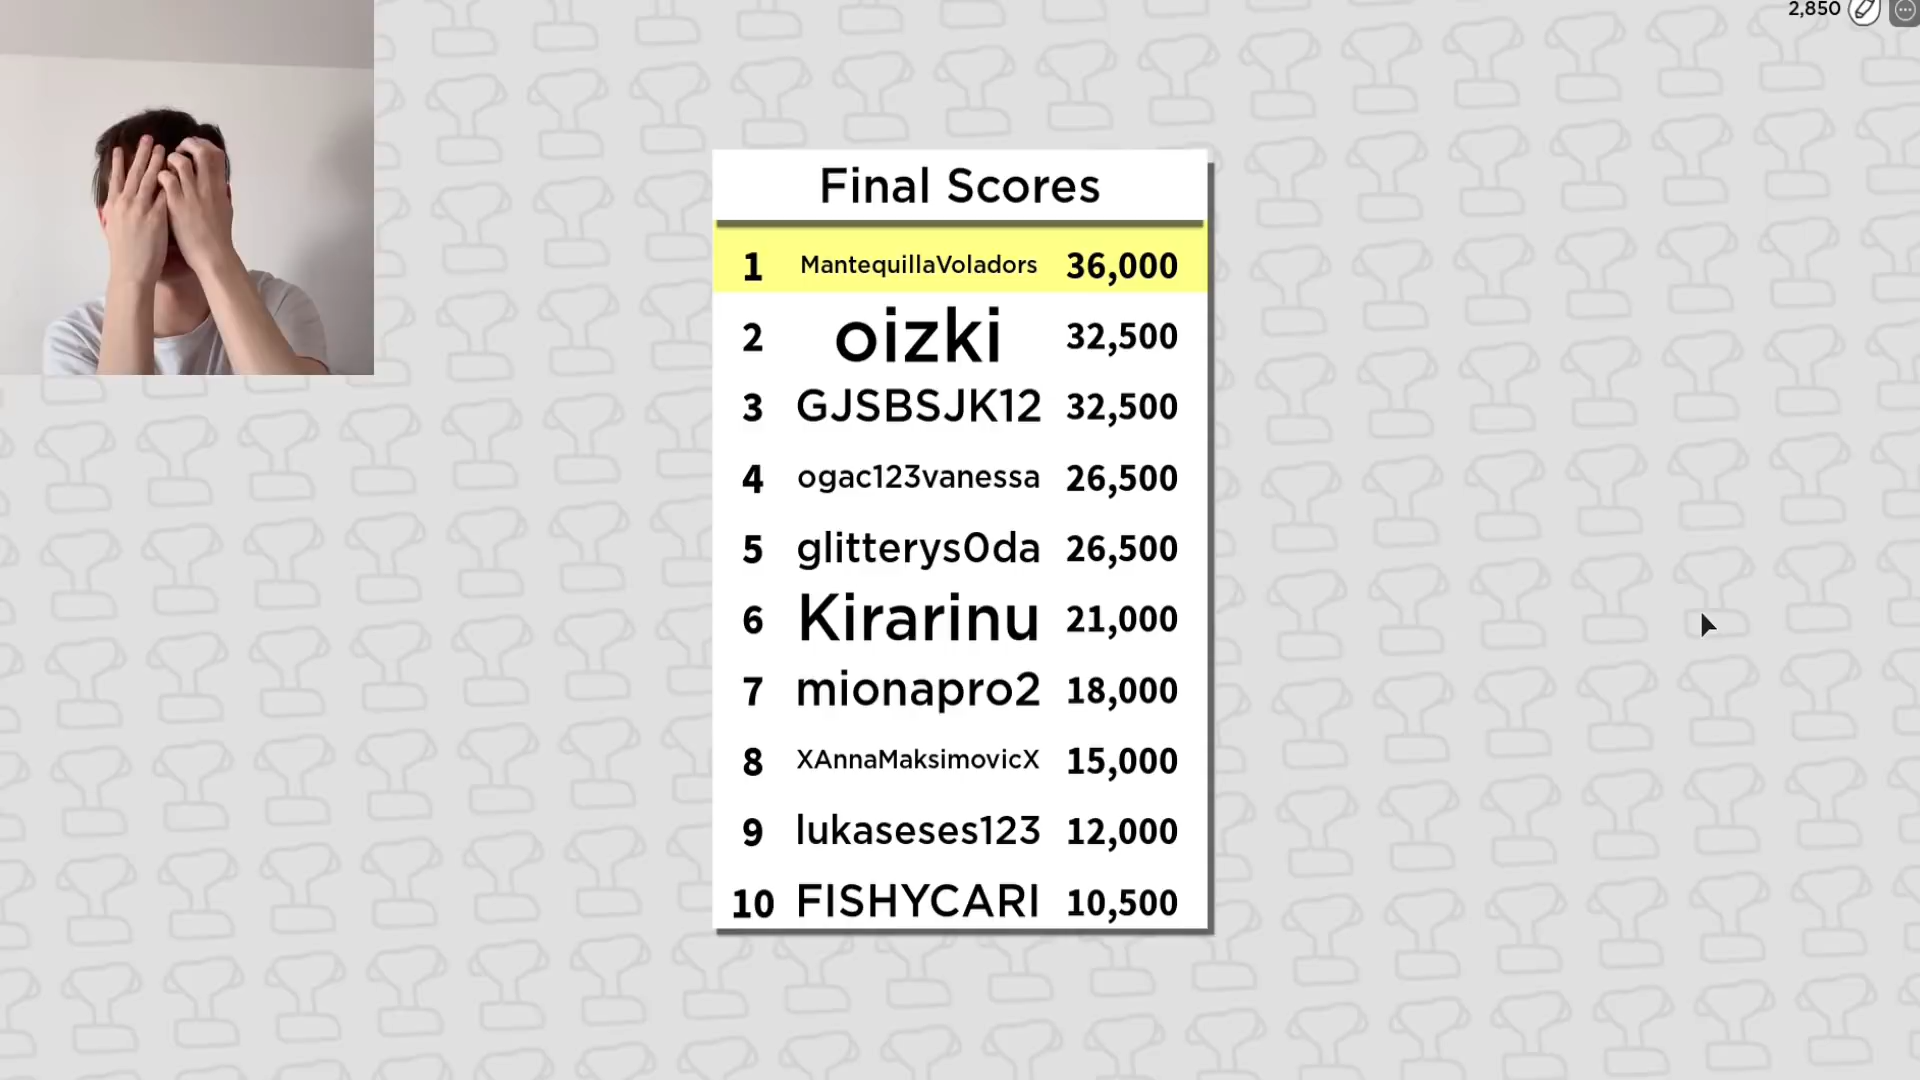 2,850
Final Scores
1 MantequillaVoladors 36,000
2 oizki 32,500
3 GJSBSJK12 32,500
4 ogac123vanessa 26,500
5 glitterys0da 26,500
6 Kirarinu 21,000
7 mionapro2 18,000
8 XAnnaMaksimovicX 15,000
9 lukaseses123 12,000
10 FISHYCARI 10,500